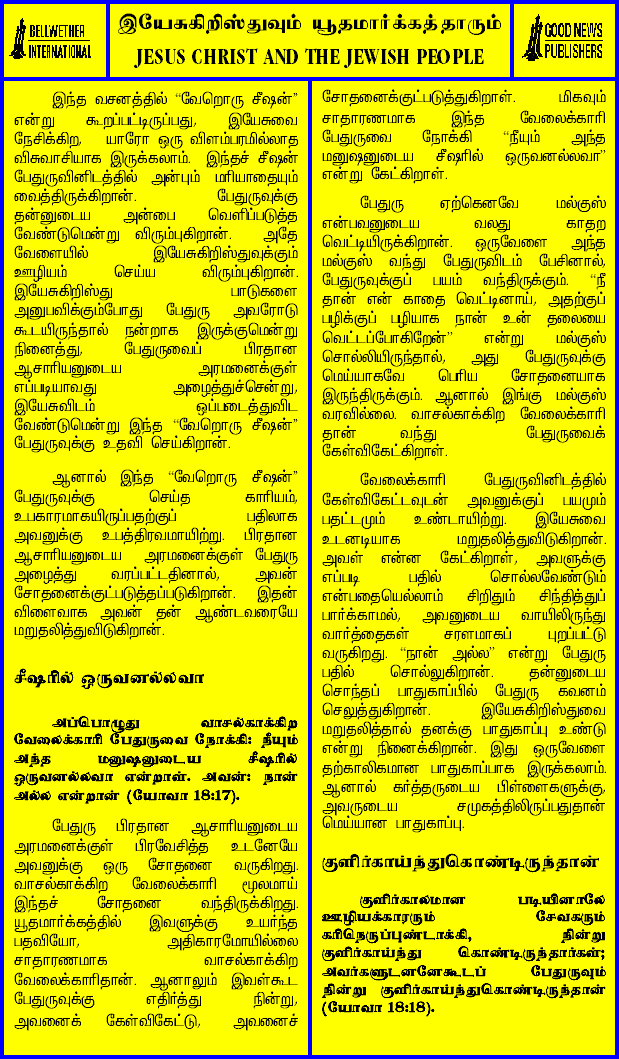 BELLWETHER
INTERNATIONAL
இயேசுகிறிஸ்துவும் யூதமார்க்கத்தாரும்
JESUS CHRIST AND THE JEWISH PEOPLE
GOOD NEWS
PUBLISHERS
இந்த வசனத்தில் “வேறொரு சீஷன்”
என்று கூறப்பட்டிருப்பது, இயேசுவை
நேசிக்கிற, யாரோ ஒரு விளம்பரமில்லாத
விசுவாசியாக இருக்கலாம். இந்தச் சீஷன்
பேதுருவினிடத்தில் அன்பும் மரியாதையும்
வைத்திருக்கிறான். பேதுருவுக்கு
தன்னுடைய அன்பை வெளிப்படுத்த
வேண்டுமென்று விரும்புகிறான். அதே
வேளையில் இயேசுகிறிஸ்துவுக்கும்
ஊழியம் செய்ய விரும்புகிறான்.
இயேசுகிறிஸ்து பாடுகளை
அனுபவிக்கும்போது பேதுரு அவரோடு
கூடயிருந்தால் நன்றாக இருக்குமென்று
நினைத்து, பேதுருவைப் பிரதான
ஆசாரியனுடைய அரமனைக்குள்
எப்படியாவது அழைத்துச்சென்று,
இயேசுவிடம் ஒப்படைத்துவிட
வேண்டுமென்று இந்த “வேறொரு சீஷன்”
பேதுருவுக்கு உதவி செய்கிறான்.
ஆனால் இந்த “வேறொரு சீஷன்”
பேதுருவுக்கு செய்த காரியம்,
உபகாரமாகயிருப்பதற்குப் பதிலாக
அவனுக்கு உபத்திரவமாயிற்று. பிரதான
ஆசாரியனுடைய அரமனைக்குள் பேதுரு
அழைத்து வரப்பட்டதினால், அவன்
சோதனைக்குட்படுத்தப்படுகிறான். இதன்
விளைவாக அவன் தன் ஆண்டவரையே
மறுதலித்துவிடுகிறான்.
சீஷரில் ஒருவனல்லவா
அப்பொழுது வாசல்காக்கிற
வேலைக்காரி பேதுருவை நோக்கி: நீயும்
அந்த மனுஷனுடைய சீஷரில்
ஒருவனல்லவா என்றாள். அவன்: நான்
அல்ல என்றான் (யோவா 18:17).
பேதுரு பிரதான ஆசாரியனுடைய
அரமனைக்குள் பிரவேசித்த உடனேயே
அவனுக்கு ஒரு சோதனை வருகிறது.
வாசல்காக்கிற வேலைக்காரி மூலமாய்
இந்தச் சோதனை வந்திருக்கிறது.
யூதமார்க்கத்தில் இவளுக்கு உயர்ந்த
பதவியோ, அதிகாரமோயில்லை
சாதாரணமாக வாசல்காக்கிற
வேலைக்காரிதான். ஆனாலும் இவள்கூட
பேதுருவுக்கு எதிர்த்து நின்று,
அவனைக் கேள்விகேட்டு, அவனைச்
சோதனைக்குட்படுத்துகிறாள். மிகவும்
சாதாரணமாக இந்த வேலைக்காரி
பேதுருவை நோக்கி “நீயும் அந்த
மனுஷனுடைய சீஷரில் ஒருவனல்லவா”
என்று கேட்கிறாள்.
பேதுரு ஏற்கெனவே மல்குஸ்
என்பவனுடைய வலது காதற
வெட்டியிருக்கிறான். ஒருவேளை அந்த
மல்குஸ் வந்து பேதுருவிடம் பேசினால்,
பேதுருவுக்குப் பயம் வந்திருக்கும். “நீ
தான் என் காதை வெட்டினாய், அதற்குப்
பழிக்குப் பழியாக நான் உன் தலையை
வெட்டப்போகிறேன்” என்று மல்குஸ்
சொல்லியிருந்தால், அது பேதுருவுக்கு
மெய்யாகவே பெரிய சோதனையாக
இருந்திருக்கும். ஆனால் இங்கு மல்குஸ்
வரவில்லை. வாசல்காக்கிற வேலைக்காரி
தான் வந்து பேதுருவைக்
கேள்விகேட்கிறாள்.
வேலைக்காரி பேதுருவினிடத்தில்
கேள்விகேட்டவுடன் அவனுக்குப் பயமும்
பதட்டமும் உண்டாயிற்று. இயேசுவை
உடனடியாக மறுதலித்துவிடுகிறான்.
அவள் என்ன கேட்கிறாள், அவளுக்கு
எப்படி பதில் சொல்லவேண்டும்
என்பதையெல்லாம் சிறிதும் சிந்தித்துப்
பார்க்காமல், அவனுடைய வாயிலிருந்து
வார்த்தைகள் சரளமாகப் புறப்பட்டு
வருகிறது. “நான் அல்ல” என்று பேதுரு
பதில் சொல்லுகிறான். தன்னுடைய
சொந்தப் பாதுகாப்பில் பேதுரு கவனம்
செலுத்துகிறான். இயேசுகிறிஸ்துவை
மறுதலித்தால் தனக்கு பாதுகாப்பு உண்டு
என்று நினைக்கிறான். இது ஒருவேளை
தற்காலிகமான பாதுகாப்பாக இருக்கலாம்.
ஆனால் கர்த்தருடைய பிள்ளைகளுக்கு,
அவருடைய சமுகத்திலிருப்பதுதான்
மெய்யான பாதுகாப்பு.
குளிர்காய்ந்துகொண்டிருந்தான்
குளிர்காலமான படியினாலே
ஊழியக்காரரும் சேவகரும்
கரிநெருப்புண்டாக்கி, நின்று
குளிர்காய்ந்து கொண்டிருந்தார்கள்;
அவர்களுடனேகூடப் பேதுருவும்
நின்று குளிர்காய்ந்துகொண்டிருந்தான்
(யோவா 18:18).